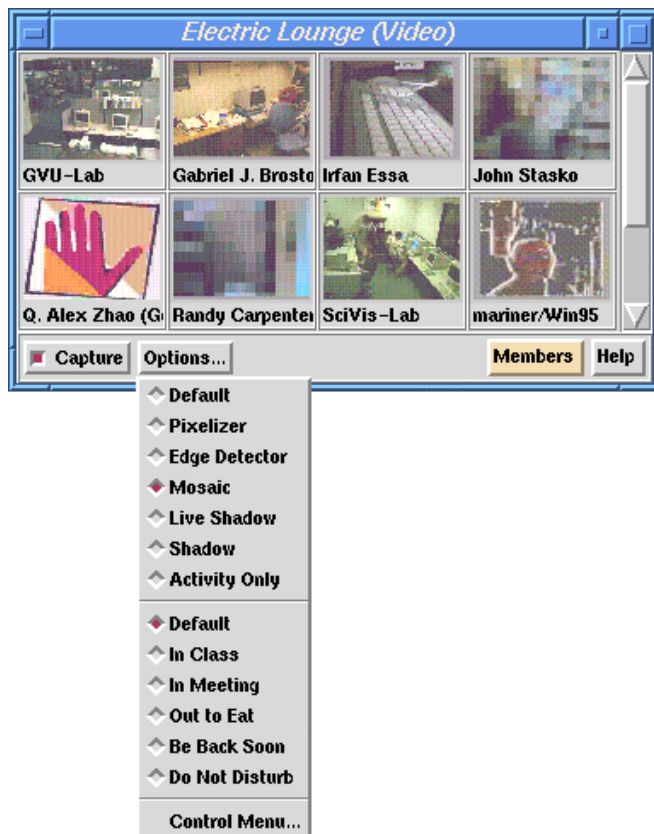 Electric Lounge (Video)
GVU-Lab
Gabriel J. Brosto
Irfan Essa
John Stasko
Q. Alex Zhao (G
Randy Carpenter
SciVis-Lab
mariner/Win95
Capture
Options...
Members
Help
Default
Pixelizer
Edge Detector
Mosaic
Live Shadow
Shadow
Activity Only
Default
In Class
In Meeting
Out to Eat
Be Back Soon
Do Not Disturb
Control Menu...